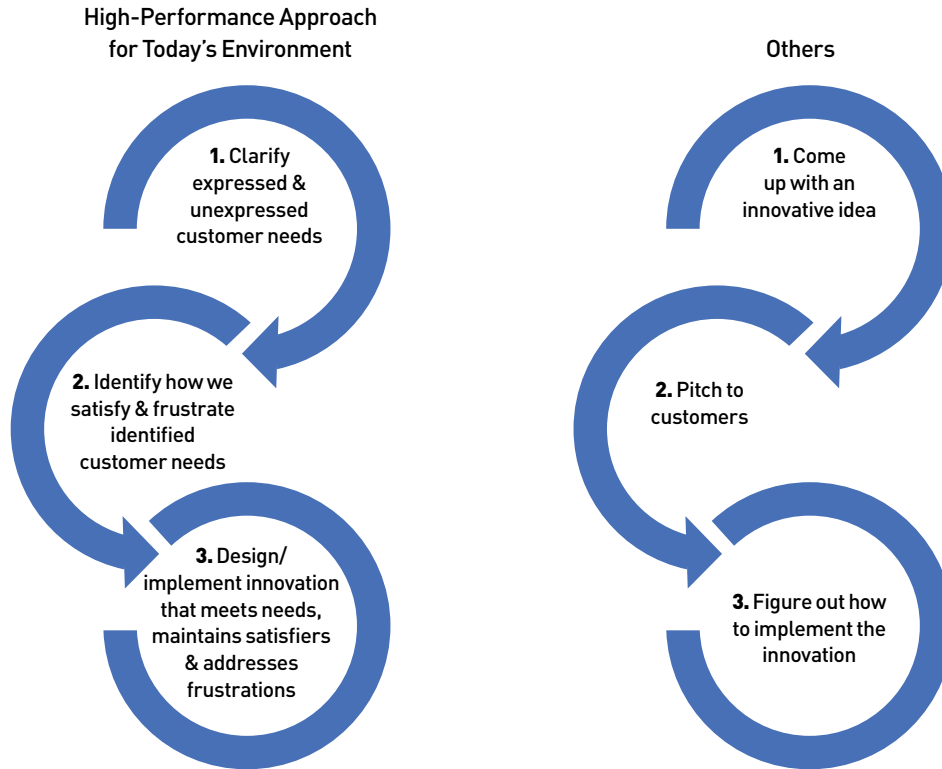 High-Performance Approach
for Today's Environment
1. Clarify
expressed &
unexpressed
customer needs
2. Identify how we
satisfy & frustrate
identified
customer needs
3. Design/
implement innovation
that meets needs,
maintains satisfiers
& addresses
frustrations
Others
1. Come
up with an
innovative idea
2. Pitch to
customers
3. Figure out how
to implement the
innovation